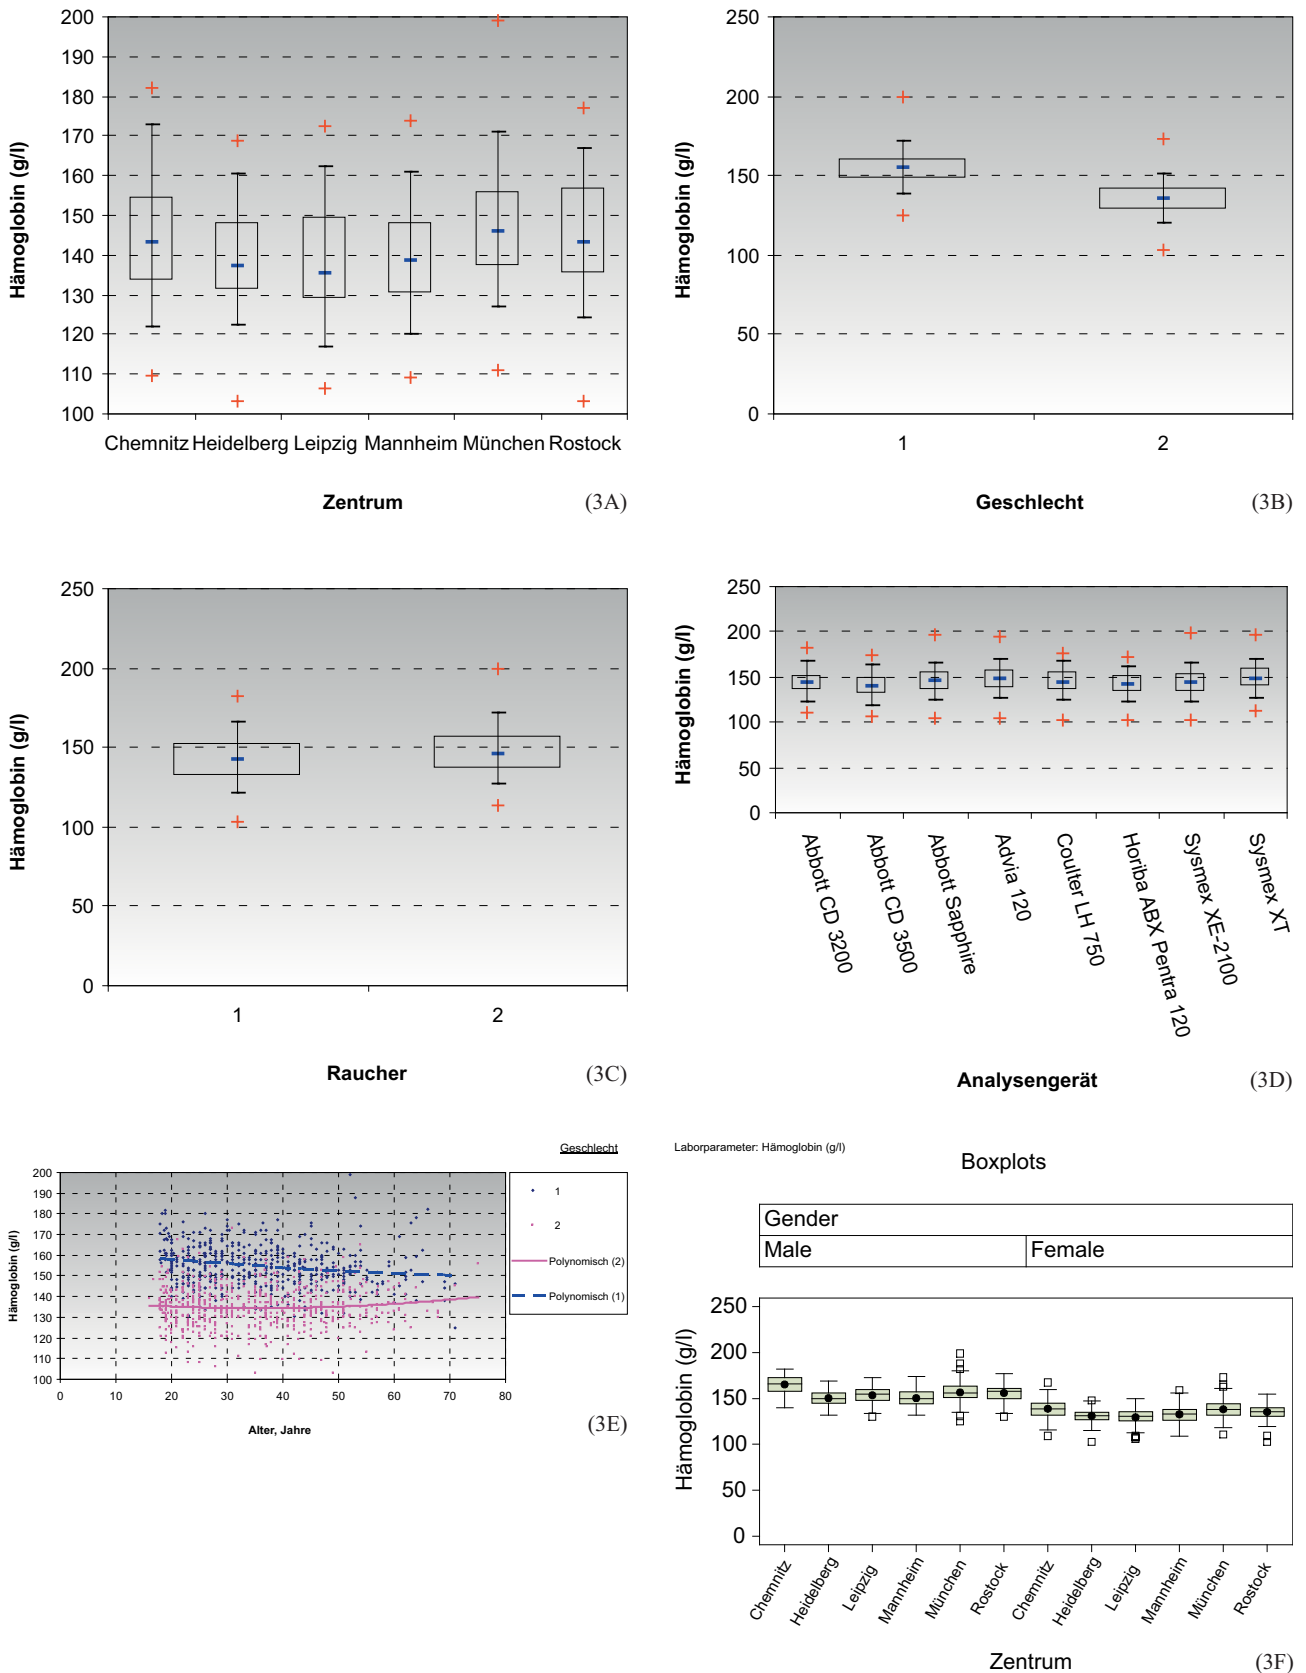 200
190
180
170
160
150
140
130
120
110
100
Hämoglobin (g/l)
Chemnitz Heidelberg Leipzig Mannheim München Rostock
Zentrum
(3A)
250
200
150
100
50
0
Hämoglobin (g/l)
1 2
Geschlecht
(3B)
250
200
150
100
50
0
Hämoglobin (g/l)
1 2
Raucher
(3C)
250
200
150
100
50
0
Hämoglobin (g/l)
Abbott CD 3200
Abbott CD 3500
Abbott Sapphire
Advia 120
Coulter LH 750
Horiba ABX Pentra 120
Sysmex XE-2100
Sysmex XT
Analysengerät
(3D)
Geschlecht
200
190
180
170
160
150
140
130
120
110
100
Hämoglobin (g/l)
0 10 20 30 40 50 60 70 80
Alter, Jahre
1
2
Polynomisch (2)
Polynomisch (1)
(3E)
Laborparameter: Hämoglobin (g/l)
Boxplots
Gender
Male Female
250
200
150
100
50
0
Hämoglobin (g/l)
Chemnitz
Heidelberg
Leipzig
Mannheim
München
Rostock
Chemnitz
Heidelberg
Leipzig
Mannheim
München
Rostock
Zentrum
(3F)